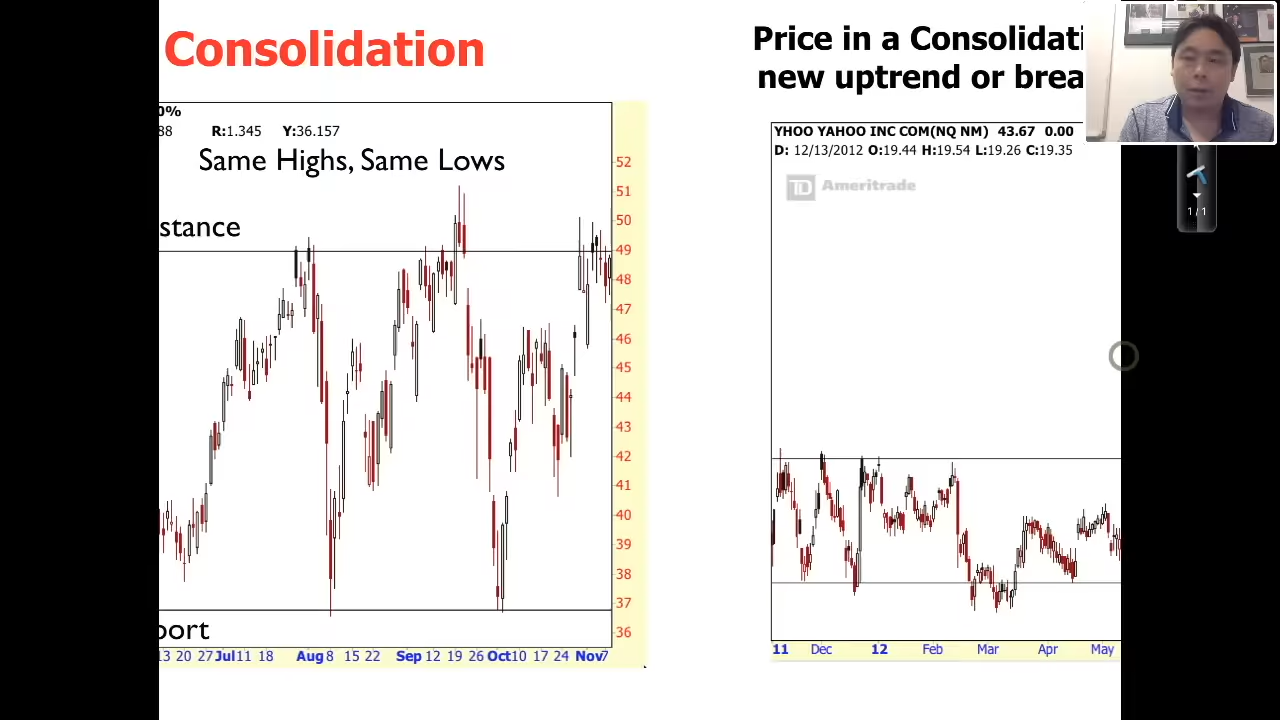 Consolidation
0%
88 R:1.345 Y:36.157
Same Highs, Same Lows
stance
port
52
51
50
49
48
47
46
45
44
43
42
41
40
39
38
37
36
13 20 27 Jul 11 18 Aug 8 15 22 Sep 12 19 26 Oct 10 17 24 Nov 7
Price in a Consolidati
new uptrend or brea
YHOO YAHOO INC COM(NQ NM) 43.67 0.00
D: 12/13/2012 O:19.44 H:19.54 L:19.26 C:19.35
TD Ameritrade
11 Dec 12 Feb Mar Apr May
1/1